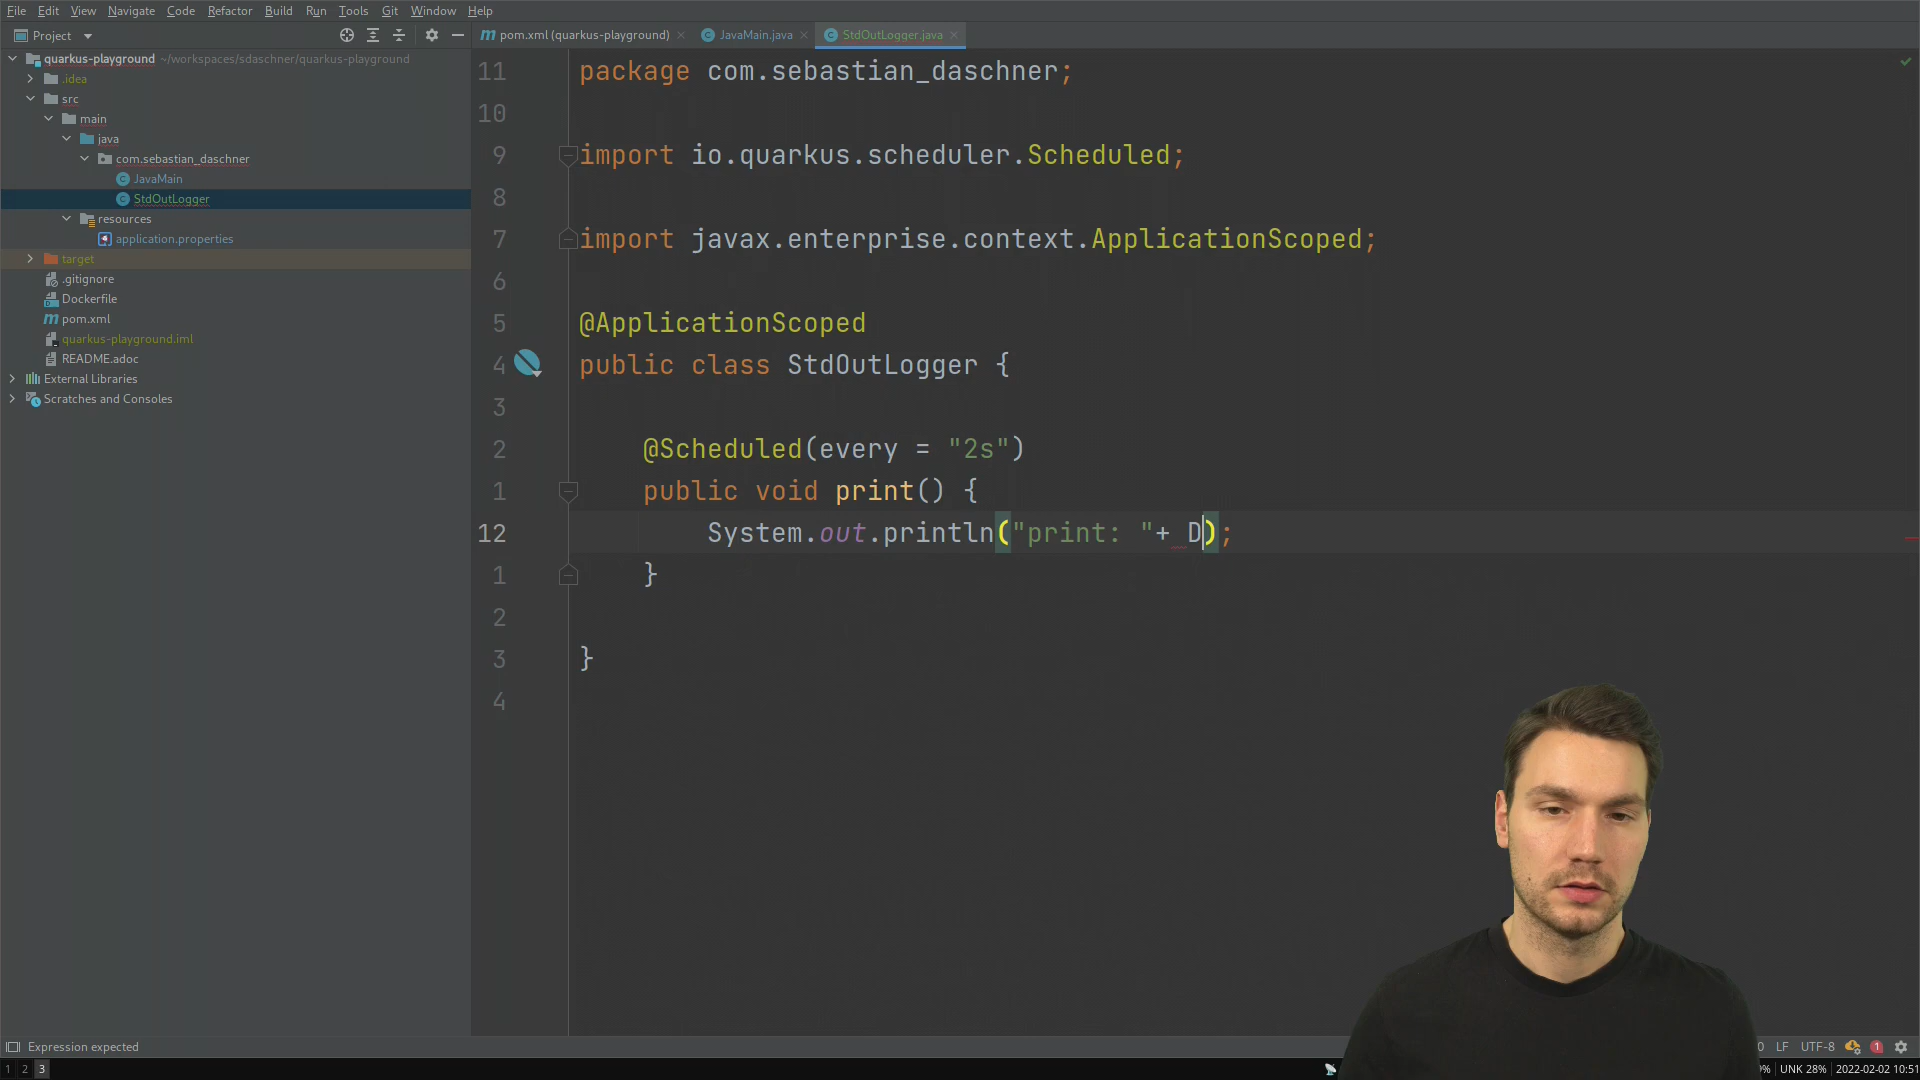 File Edit View Navigate Code Refactor Build Run Tools Git Window Help
Project
pom.xml (quarkus-playground)
JavaMain.java
StdOutLogger.java
quarkus-playground ~/workspaces/sdaschner/quarkus-playground
.idea
src
main
java
com.sebastian_daschner
JavaMain
StdOutLogger
resources
application.properties
target
.gitignore
Dockerfile
pom.xml
quarkus-playground.iml
README.adoc
External Libraries
Scratches and Consoles
11 package com.sebastian_daschner;
10
9 import io.quarkus.scheduler.Scheduled;
8
7 import javax.enterprise.context.ApplicationScoped;
6
5 @ApplicationScoped
4 public class StdOutLogger {
3
2 @Scheduled(every = "2s")
1 public void print() {
12 System.out.println("print: "+ D);
1 }
2
3 }
4
Expression expected
LF UTF-8 1
1 2 3
UNK 28% 2022-02-02 10:51